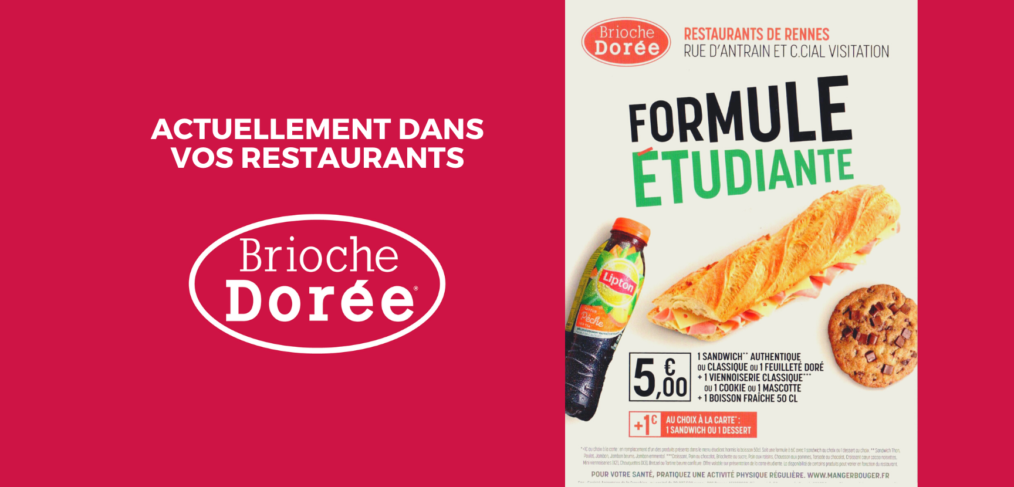 ACTUELLEMENT DANS
VOS RESTAURANTS
Brioche
Dorée
Brioche
Dorée
RESTAURANTS DE RENNES
RUE D'ANTRAIN ET C.CIAL VISITATION
FORMULE
ÉTUDIANTE
Lipton
Pêche
5,00€
1 SANDWICH** AUTHENTIQUE
OU CLASSIQUE OU 1 FEUILLETÉ DORÉ
+ 1 VIENNOISERIE CLASSIQUE***
OU 1 COOKIE OU 1 MASCOTTE
+ 1 BOISSON FRAÎCHE 50 CL
+1€
AU CHOIX À LA CARTE* :
1 SANDWICH OU 1 DESSERT
POUR VOTRE SANTÉ, PRATIQUEZ UNE ACTIVITÉ PHYSIQUE RÉGULIÈRE. WWW.MANGERBOUGER.FR